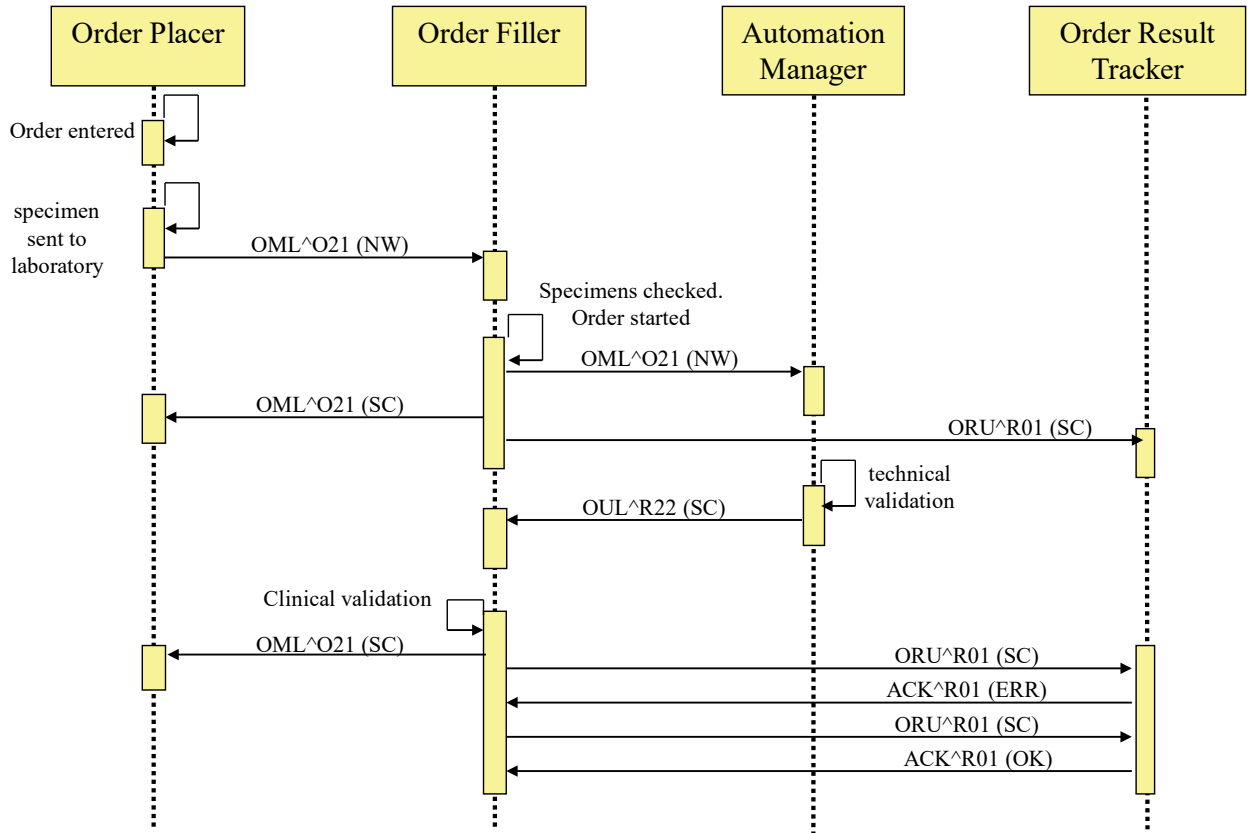 Order Placer
Order Filler
Automation
Manager
Order Result
Tracker
Order entered
specimen
sent to
laboratory
OML^O21 (NW)
Specimens checked.
Order started
OML^O21 (NW)
OML^O21 (SC)
ORU^R01 (SC)
technical
validation
OUL^R22 (SC)
Clinical validation
OML^O21 (SC)
ORU^R01 (SC)
ACK^R01 (ERR)
ORU^R01 (SC)
ACK^R01 (OK)